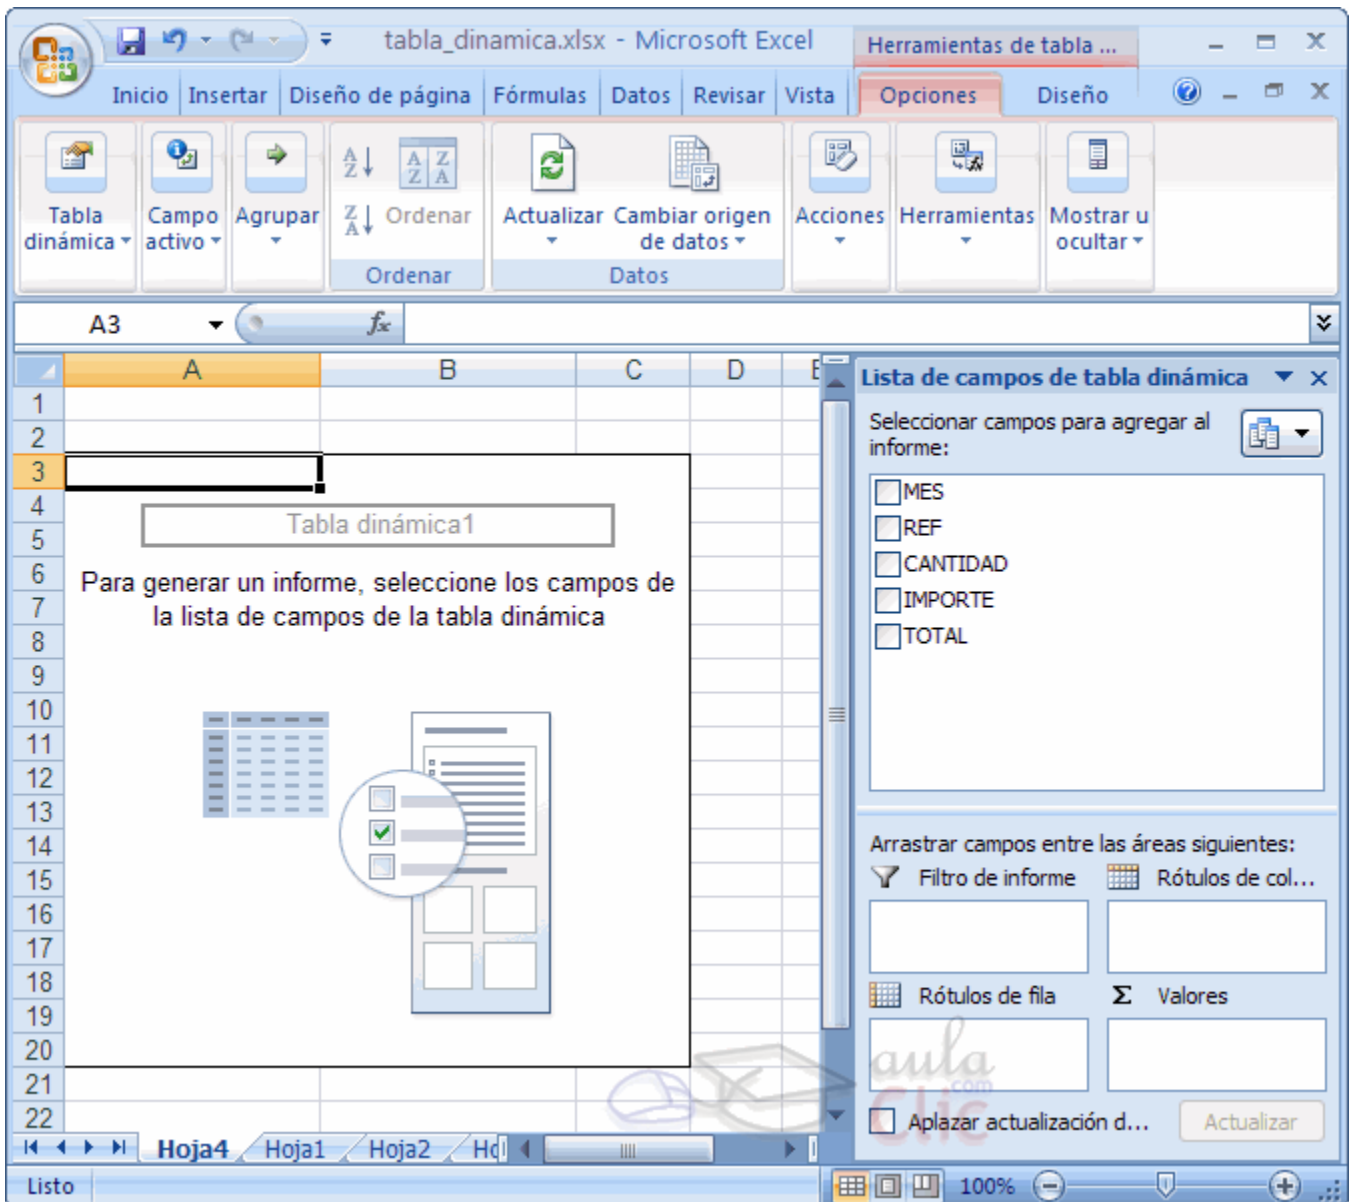 tabla_dinamica.xlsx - Microsoft Excel
Herramientas de tabla ...
Inicio Insertar Diseño de página Fórmulas Datos Revisar Vista Opciones Diseño
Tabla dinámica
Campo activo
Agrupar
Ordenar
Ordenar
Actualizar
Cambiar origen de datos
Datos
Acciones
Herramientas
Mostrar u ocultar
A3
fx
A B C D E
1
2
3
4
5
6
7
8
9
10
11
12
13
14
15
16
17
18
19
20
21
22
Tabla dinámica1
Para generar un informe, seleccione los campos de
la lista de campos de la tabla dinámica
Lista de campos de tabla dinámica
Seleccionar campos para agregar al
informe:
MES
REF
CANTIDAD
IMPORTE
TOTAL
Arrastrar campos entre las áreas siguientes:
Filtro de informe
Rótulos de col...
Rótulos de fila
Σ Valores
aula
.com
Clic
Aplazar actualización d...
Actualizar
Hoja4 Hoja1 Hoja2
Listo
100%